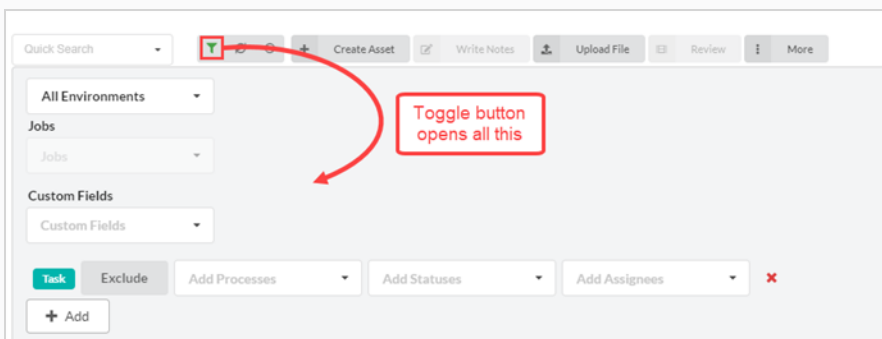 Quick Search Create Asset Write Notes Upload File Review More
All Environments
Toggle button
opens all this
Jobs
Jobs
Custom Fields
Custom Fields
Task Exclude Add Processes Add Statuses Add Assignees
Add